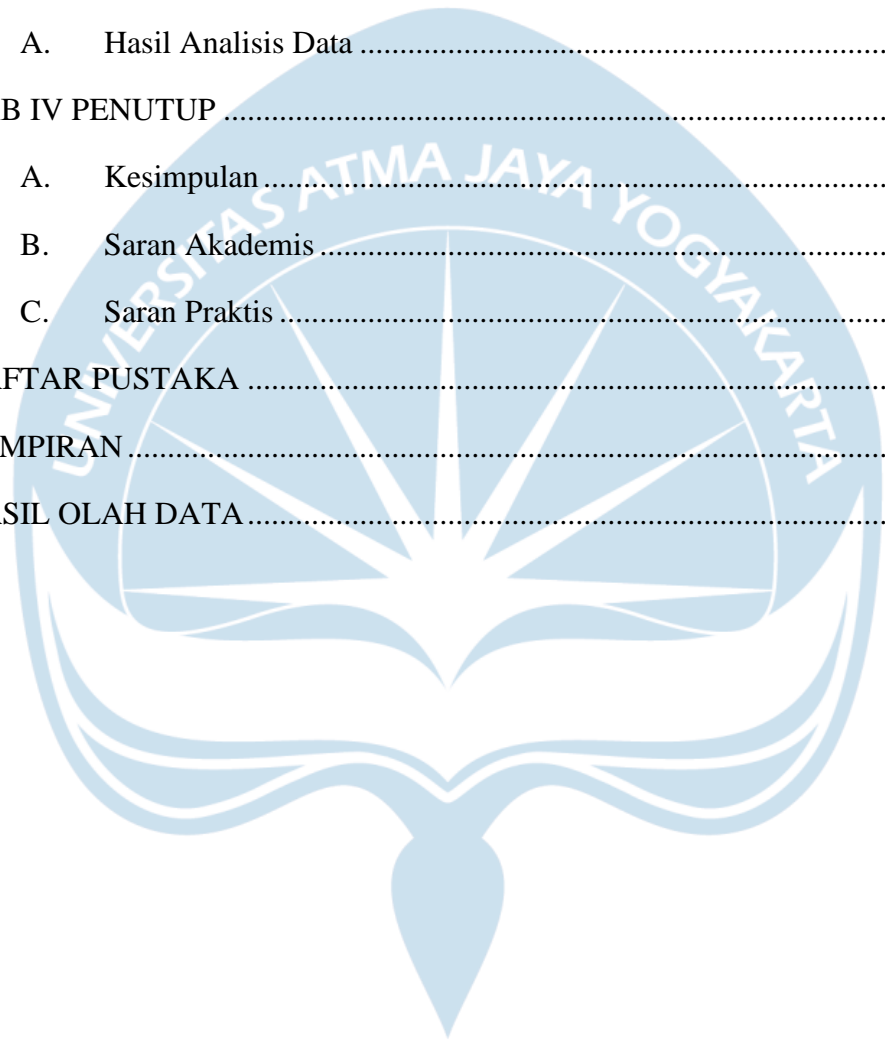 A. Hasil Analisis Data ................................................................................
B IV PENUTUP ................................................................................
A. Kesimpulan ................................................................................
B. Saran Akademis ................................................................................
C. Saran Praktis ................................................................................
FTAR PUSTAKA ................................................................................
MPIRAN ................................................................................
SIL OLAH DATA ................................................................................
UNIVERSITAS ATMA JAYA YOGYAKARTA